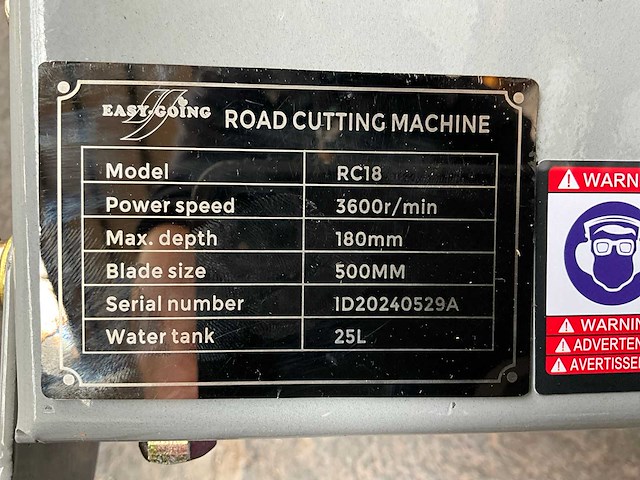 EASY-GOING
ROAD CUTTING MACHINE
Model RC18
Power speed 3600r/min
Max. depth 180mm
Blade size 500MM
Serial number 1D20240529A
Water tank 25L
WARN
WARNIN
ADVERTEN
AVERTISSE